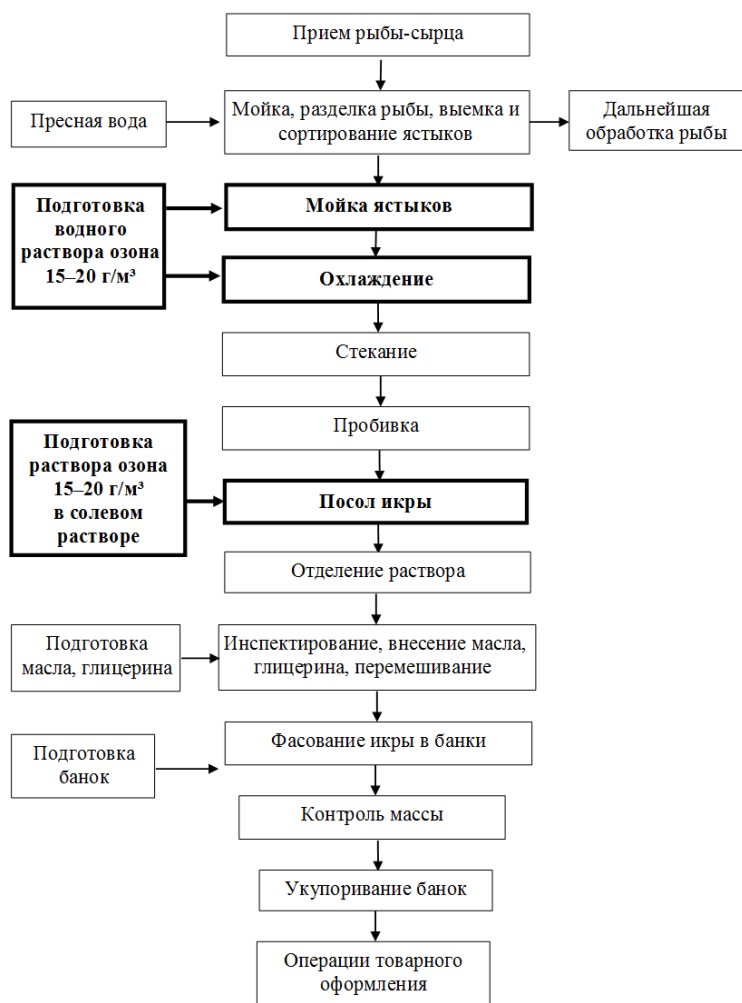 Прием рыбы-сырца
Пресная вода
Мойка, разделка рыбы, выемка и
сортирование ястыков
Дальнейшая
обработка рыбы
Подготовка
водного
раствора озона
15–20 г/м³
Мойка ястыков
Охлаждение
Стекание
Пробивка
Подготовка
раствора озона
15–20 г/м³
в солевом
растворе
Посол икры
Отделение раствора
Подготовка
масла, глицерина
Инспектирование, внесение масла,
глицерина, перемешивание
Фасование икры в банки
Подготовка
банок
Контроль массы
Укупоривание банок
Операции товарного
оформления